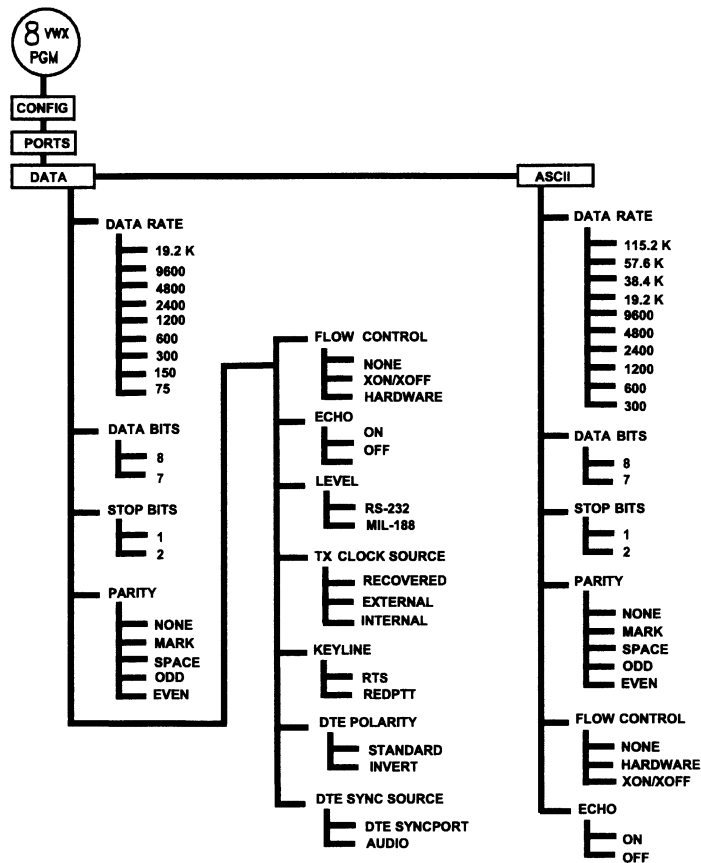 8 VWX
PGM
CONFIG
PORTS
DATA
DATA RATE
19.2 K
9600
4800
2400
1200
600
300
150
75
DATA BITS
8
7
STOP BITS
1
2
PARITY
NONE
MARK
SPACE
ODD
EVEN
FLOW CONTROL
NONE
XON/XOFF
HARDWARE
ECHO
ON
OFF
LEVEL
RS-232
MIL-188
TX CLOCK SOURCE
RECOVERED
EXTERNAL
INTERNAL
KEYLINE
RTS
REDPTT
DTE POLARITY
STANDARD
INVERT
DTE SYNC SOURCE
DTE SYNCPORT
AUDIO
ASCII
DATA RATE
115.2 K
57.6 K
38.4 K
19.2 K
9600
4800
2400
1200
600
300
DATA BITS
8
7
STOP BITS
1
2
PARITY
NONE
MARK
SPACE
ODD
EVEN
FLOW CONTROL
NONE
HARDWARE
XON/XOFF
ECHO
ON
OFF